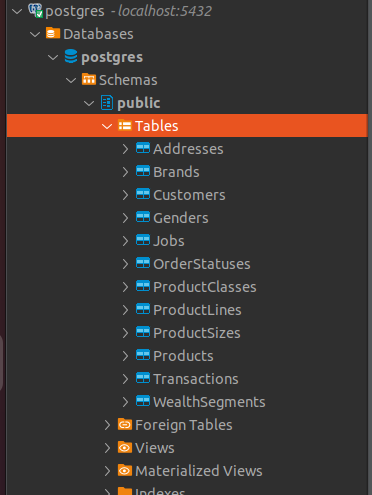 postgres - localhost:5432
Databases
postgres
Schemas
public
Tables
Addresses
Brands
Customers
Genders
Jobs
OrderStatuses
ProductClasses
ProductLines
ProductSizes
Products
Transactions
WealthSegments
Foreign Tables
Views
Materialized Views
Indexes